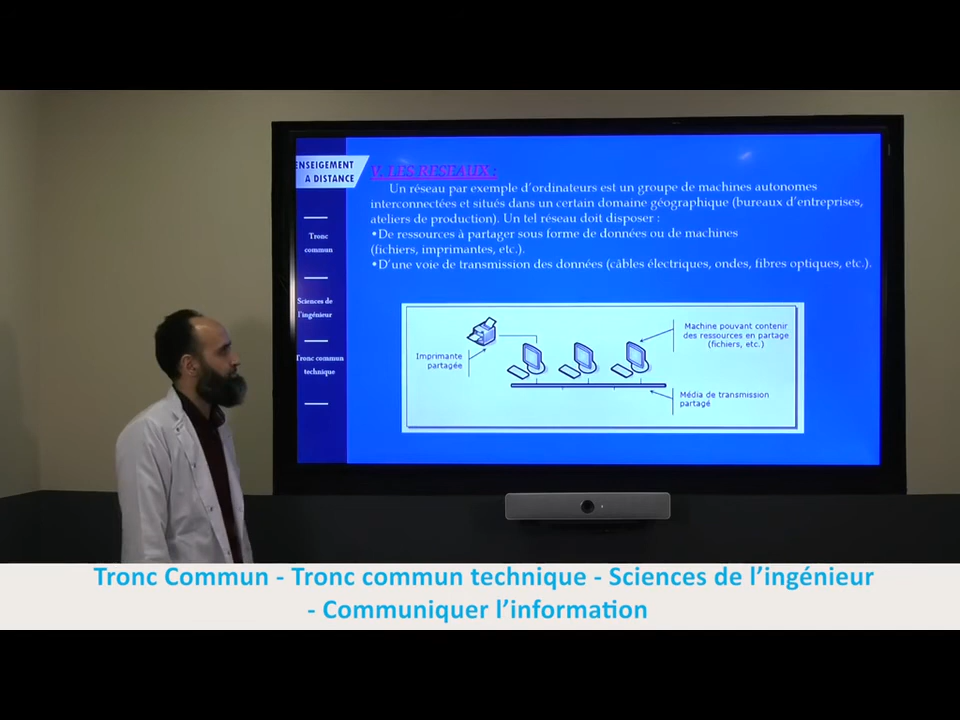 ENSEIGEMENT
A DISTANCE
Tronc
commun
Sciences de
l'ingénieur
Tronc commun
technique
V. LES RESEAUX :
Un réseau par exemple d'ordinateurs est un groupe de machines autonomes
interconnectées et situés dans un certain domaine géographique (bureaux d'entreprises,
ateliers de production). Un tel réseau doit disposer :
•De ressources à partager sous forme de données ou de machines
(fichiers, imprimantes, etc.).
•D'une voie de transmission des données (câbles électriques, ondes, fibres optiques, etc.).
Imprimante
partagée
Machine pouvant contenir
des ressources en partage
(fichiers, etc.)
Média de transmission
partagé
Tronc Commun - Tronc commun technique - Sciences de l'ingénieur
- Communiquer l'information